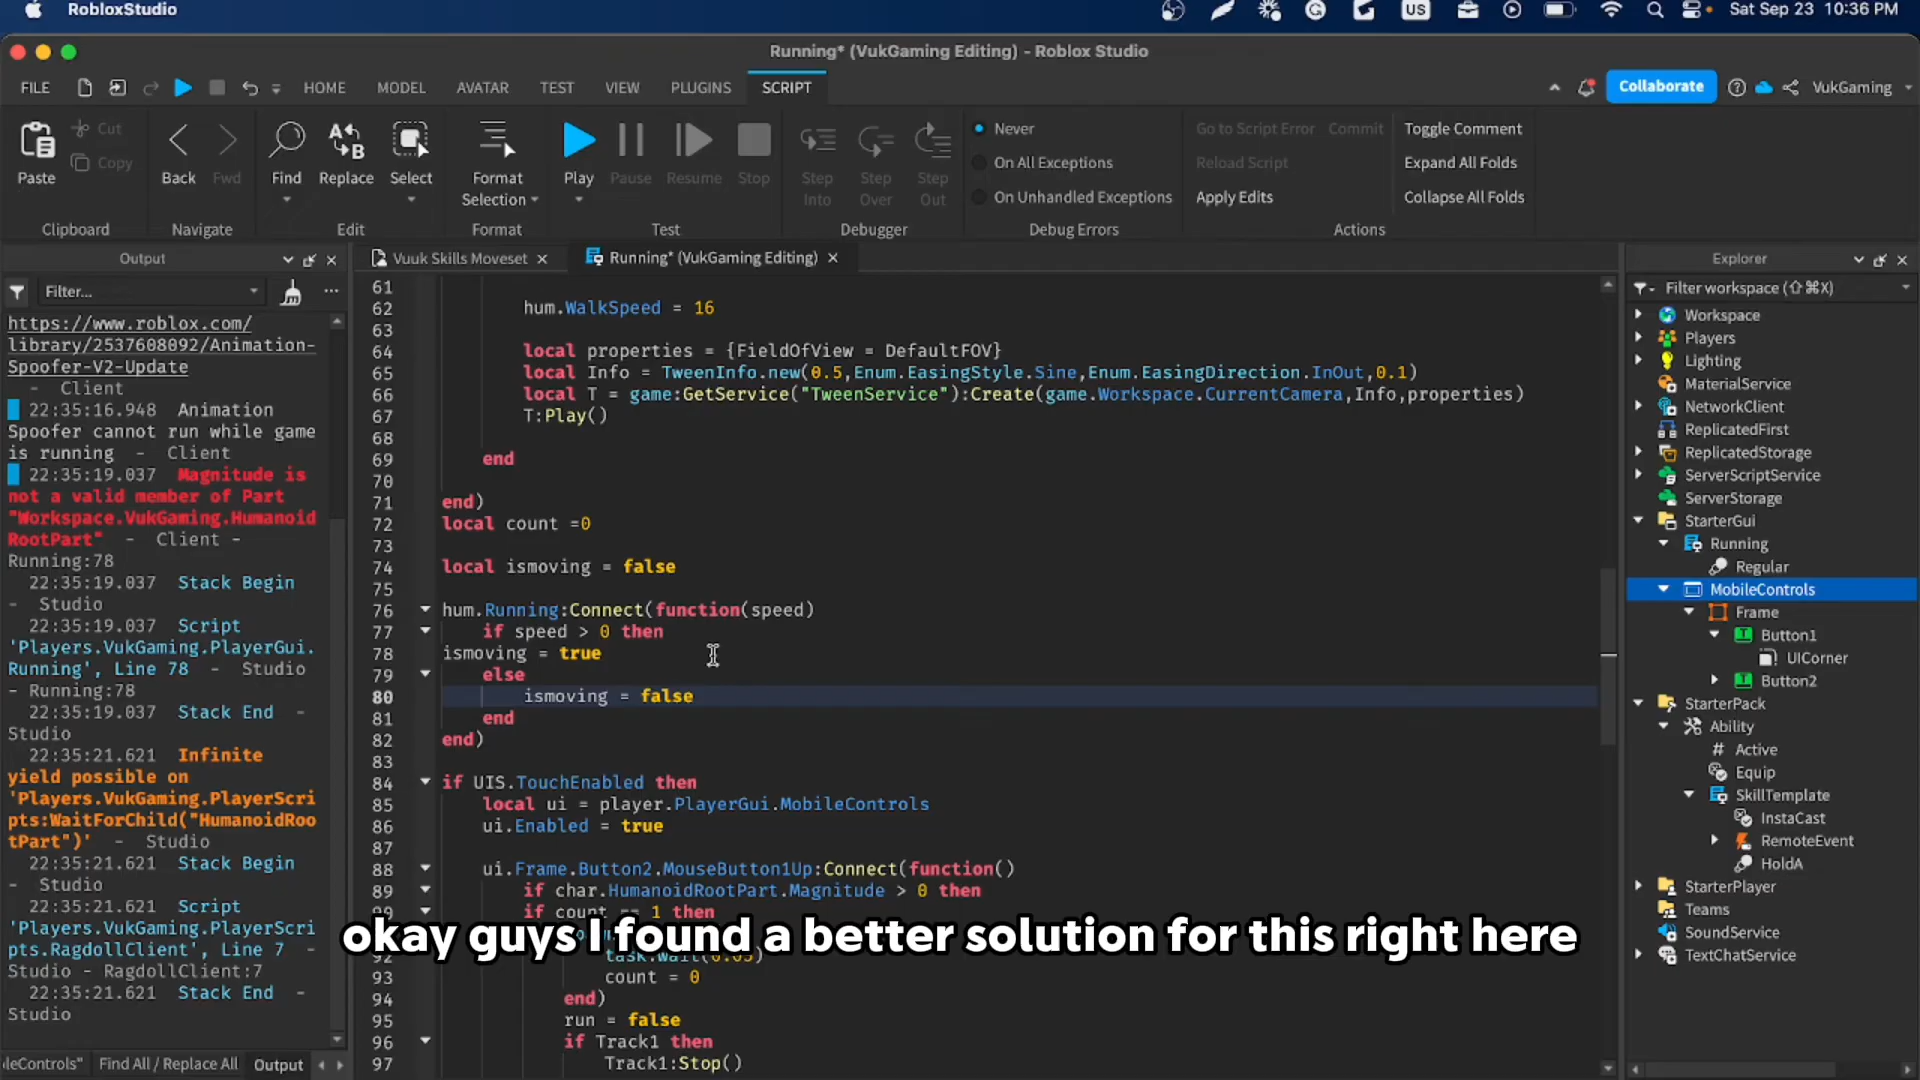 RobloxStudio
US
Sat Sep 23 10:36 PM
Running* (VukGaming Editing) - Roblox Studio
FILE HOME MODEL AVATAR TEST VIEW PLUGINS SCRIPT
Collaborate
VukGaming
Paste
Cut
Copy
Clipboard
Back
Fwd
Navigate
Find
Replace
Select
Edit
Format
Selection
Format
Play
Pause
Resume
Stop
Test
Step
Into
Step
Over
Step
Out
Debugger
Never
On All Exceptions
On Unhandled Exceptions
Debug Errors
Go to Script Error
Commit
Reload Script
Apply Edits
Toggle Comment
Expand All Folds
Collapse All Folds
Actions
Output
Filter...
https://www.roblox.com/
library/2537608092/Animation-
Spoofer-V2-Update
- Client
22:35:16.948 Animation
Spoofer cannot run while game
is running - Client
22:35:19.037 Magnitude is
not a valid member of Part
"Workspace.VukGaming.Humanoid
RootPart" - Client -
Running:78
22:35:19.037 Stack Begin
- Studio
22:35:19.037 Script
'Players.VukGaming.PlayerGui.
Running', Line 78 - Studio
- Running:78
22:35:19.037 Stack End -
Studio
22:35:21.621 Infinite
yield possible on
'Players.VukGaming.PlayerScri
pts:WaitForChild("HumanoidRoo
tPart")' - Studio
22:35:21.621 Stack Begin
- Studio
22:35:21.621 Script
'Players.VukGaming.PlayerScri
pts.RagdollClient', Line 7 -
Studio - RagdollClient:7
22:35:21.621 Stack End -
Studio
leControls"
Find All / Replace All
Output
Vuuk Skills Moveset
Running* (VukGaming Editing)
61
62 hum.WalkSpeed = 16
63
64 local properties = {FieldOfView = DefaultFOV}
65 local Info = TweenInfo.new(0.5,Enum.EasingStyle.Sine,Enum.EasingDirection.InOut,0.1)
66 local T = game:GetService("TweenService"):Create(game.Workspace.CurrentCamera,Info,properties)
67 T:Play()
68
69 end
70
71 end)
72 local count =0
73
74 local ismoving = false
75
76 hum.Running:Connect(function(speed)
77 if speed > 0 then
78 ismoving = true
79 else
80 ismoving = false
81 end
82 end)
83
84 if UIS.TouchEnabled then
85 local ui = player.PlayerGui.MobileControls
86 ui.Enabled = true
87
88 ui.Frame.Button2.MouseButton1Up:Connect(function()
89 if char.HumanoidRootPart.Magnitude > 0 then
if count == 1 then
okay guys I found a better solution for this right here
93 count = 0
94 end)
95 run = false
96 if Track1 then
97 Track1:Stop()
Explorer
Filter workspace (⇧⌘X)
Workspace
Players
Lighting
MaterialService
NetworkClient
ReplicatedFirst
ReplicatedStorage
ServerScriptService
ServerStorage
StarterGui
Running
Regular
MobileControls
Frame
Button1
UICorner
Button2
StarterPack
Ability
Active
Equip
SkillTemplate
InstaCast
RemoteEvent
HoldA
StarterPlayer
Teams
SoundService
TextChatService